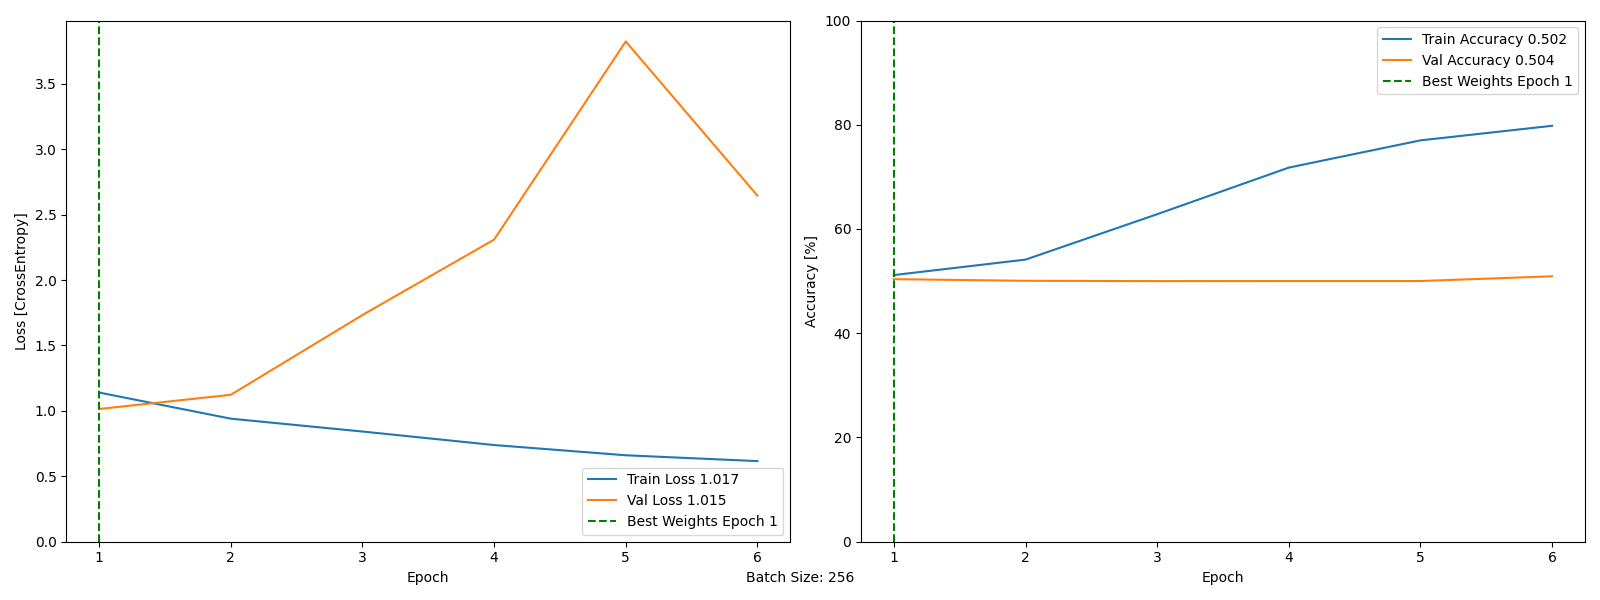 3.5
3.0
2.5
2.0
1.5
1.0
0.5
0.0
Loss [CrossEntropy]
Train Loss 1.017
Val Loss 1.015
Best Weights Epoch 1
1 2 3 4 5 6
Epoch
Batch Size: 256
100
80
60
40
20
0
Accuracy [%]
Train Accuracy 0.502
Val Accuracy 0.504
Best Weights Epoch 1
1 2 3 4 5 6
Epoch